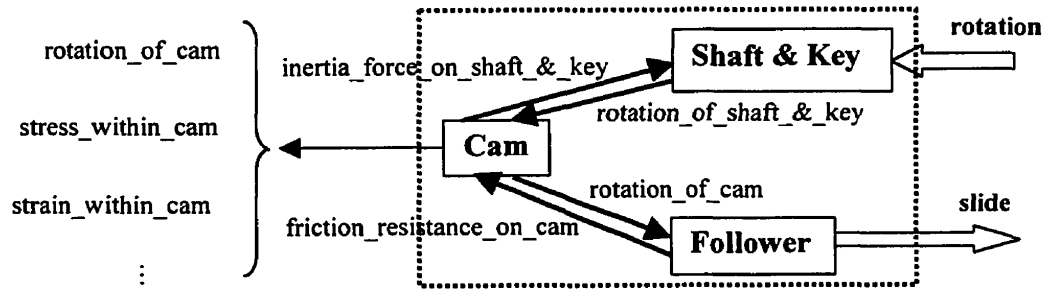 rotation_of_cam
stress_within_cam
strain_within_cam
⋮
inertia_force_on_shaft_&_key
Shaft & Key
rotation
rotation_of_shaft_&_key
Cam
rotation_of_cam
friction_resistance_on_cam
Follower
slide